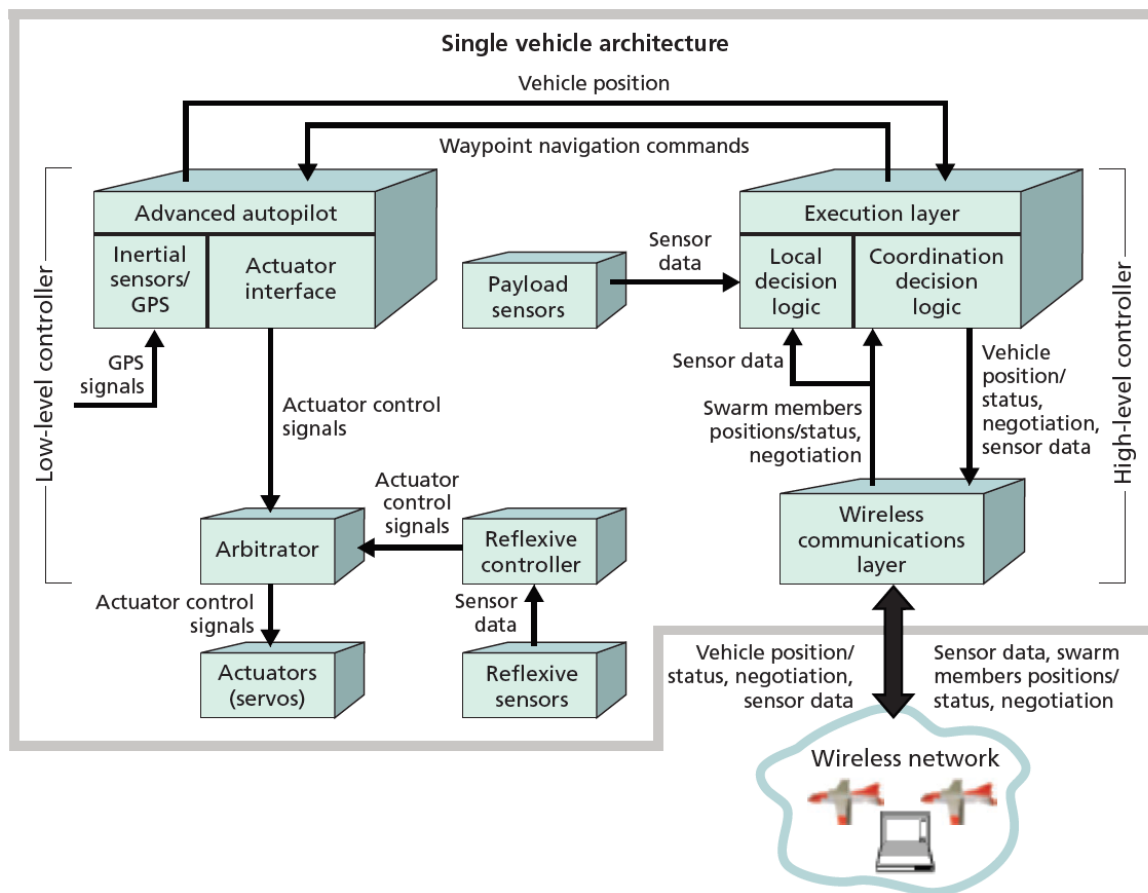 Single vehicle architecture
Vehicle position
Waypoint navigation commands
Low-level controller
Advanced autopilot
Inertial
sensors/
GPS
Actuator
interface
GPS
signals
Actuator control
signals
Payload
sensors
Sensor
data
Execution layer
Local
decision
logic
Coordination
decision
logic
High-level controller
Sensor data
Swarm members
positions/status,
negotiation
Vehicle
position/
status,
negotiation,
sensor data
Arbitrator
Actuator
control
signals
Reflexive
controller
Wireless
communications
layer
Actuator control
signals
Sensor
data
Actuators
(servos)
Reflexive
sensors
Vehicle position/
status, negotiation,
sensor data
Sensor data, swarm
members positions/
status, negotiation
Wireless network